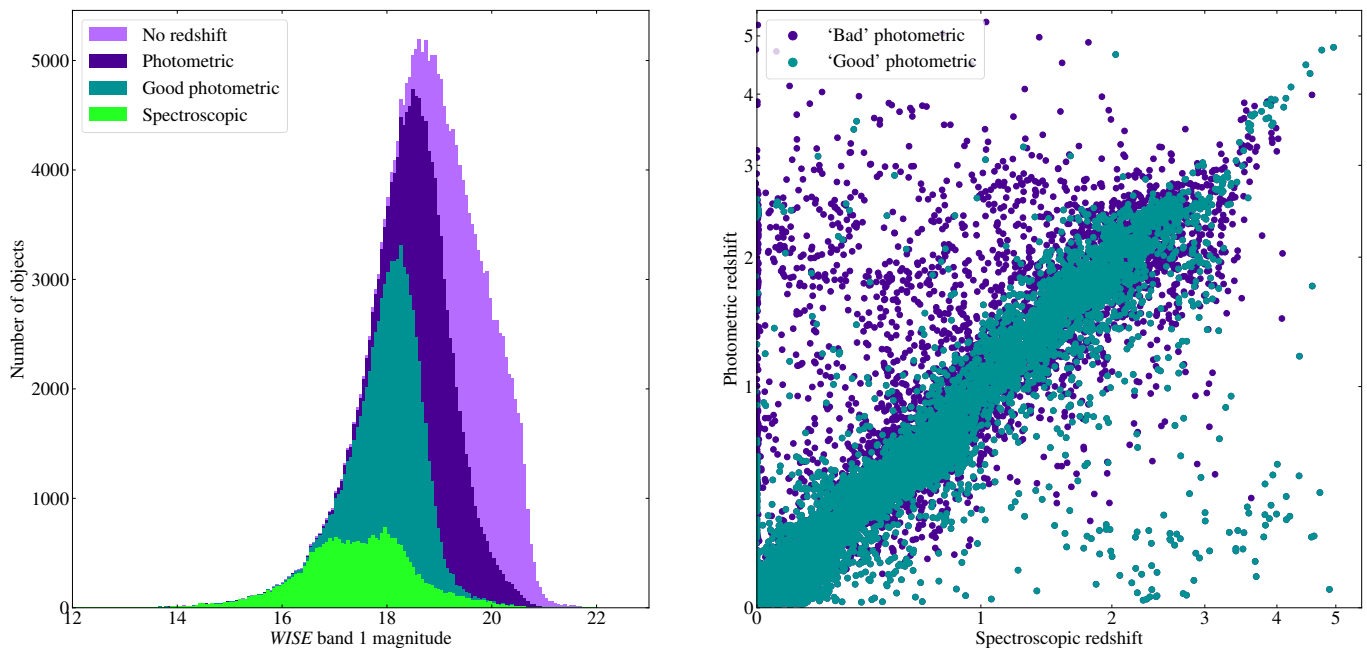 No redshift
Photometric
Good photometric
Spectroscopic
Number of objects
5000
4000
3000
2000
1000
0
12
14
16
18
20
22
WISE band 1 magnitude
‘Bad’ photometric
‘Good’ photometric
Photometric redshift
5
4
3
2
1
0
0
1
2
3
4
5
Spectroscopic redshift